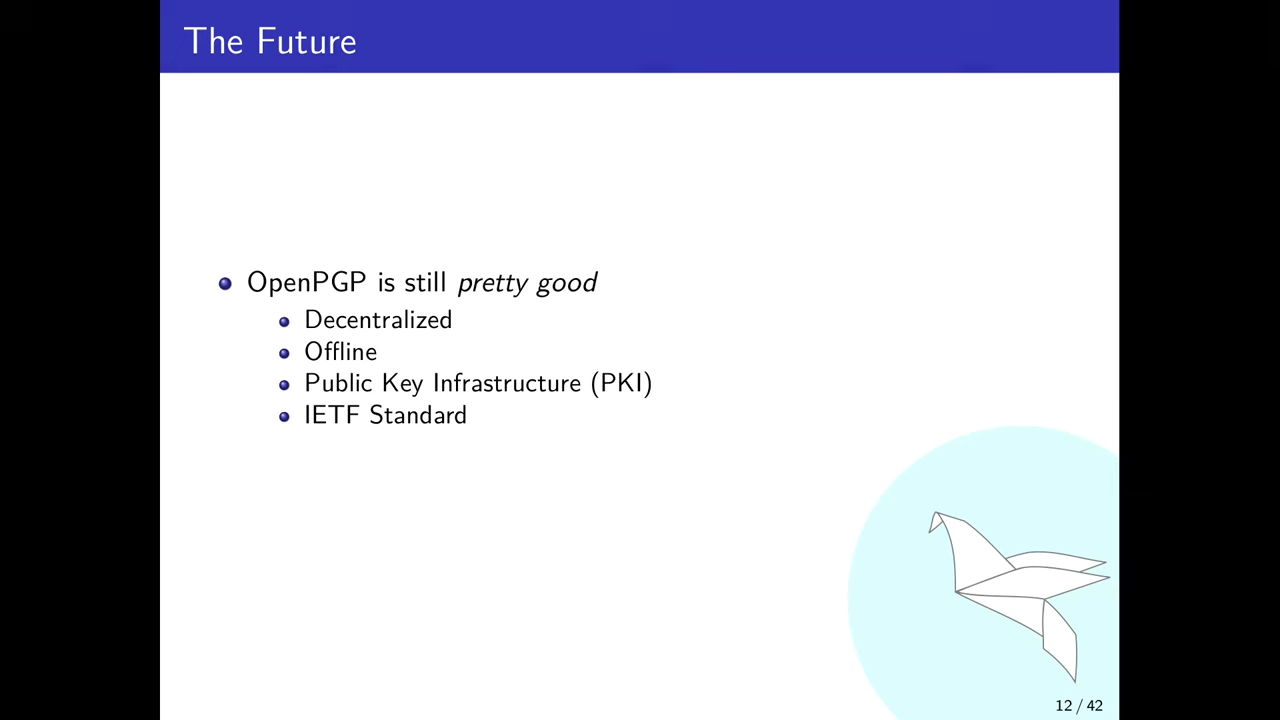 The Future
OpenPGP is still pretty good
Decentralized
Offline
Public Key Infrastructure (PKI)
IETF Standard
12 / 42